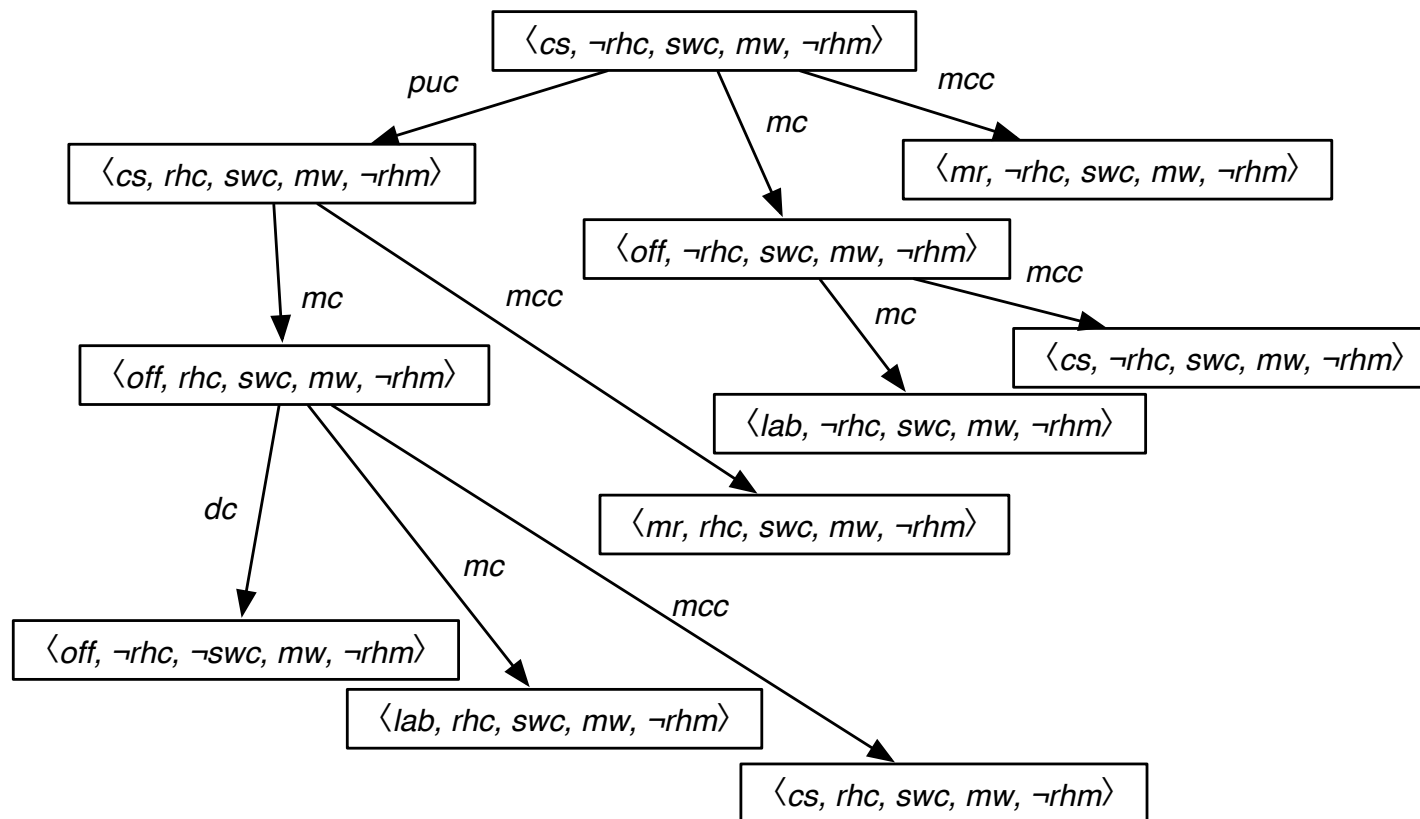 〈cs, ¬rhc, swc, mw, ¬rhm〉
puc
mcc
mc
〈cs, rhc, swc, mw, ¬rhm〉
〈mr, ¬rhc, swc, mw, ¬rhm〉
〈off, ¬rhc, swc, mw, ¬rhm〉
mcc
mc
mcc
mc
〈cs, ¬rhc, swc, mw, ¬rhm〉
〈off, rhc, swc, mw, ¬rhm〉
〈lab, ¬rhc, swc, mw, ¬rhm〉
dc
〈mr, rhc, swc, mw, ¬rhm〉
mc
mcc
〈off, ¬rhc, ¬swc, mw, ¬rhm〉
〈lab, rhc, swc, mw, ¬rhm〉
〈cs, rhc, swc, mw, ¬rhm〉